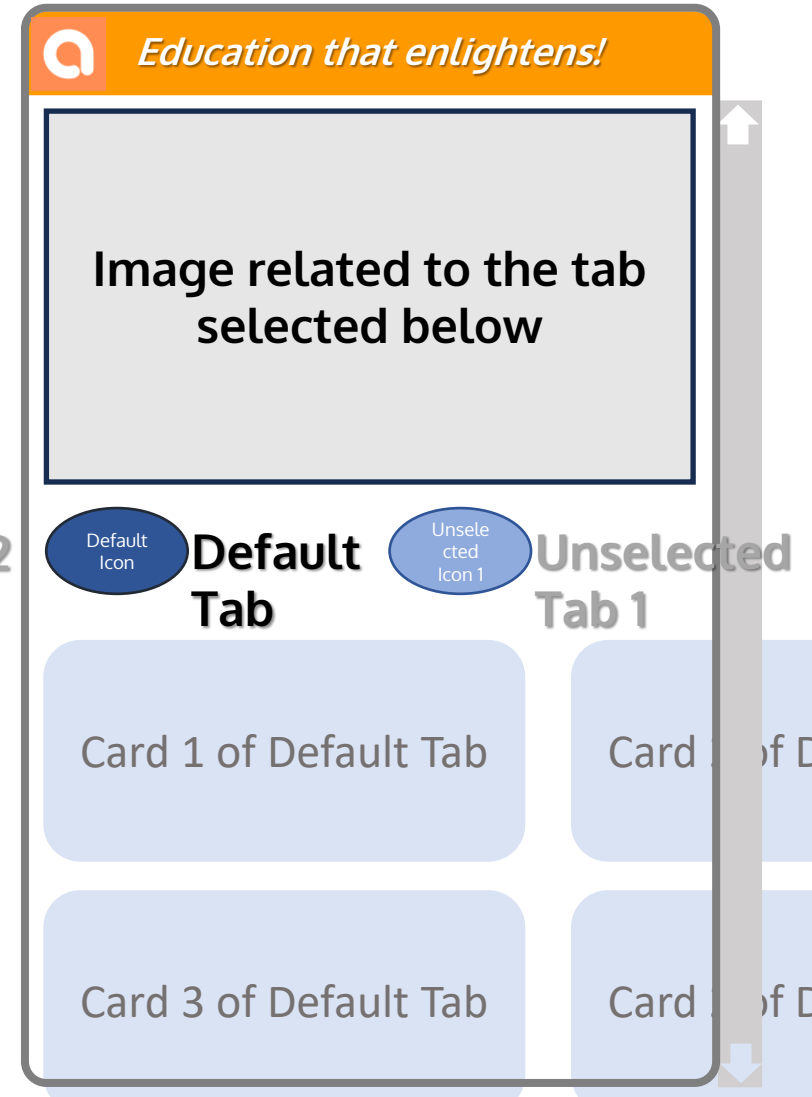 Education that enlightens!
Image related to the tab
selected below
2
Default
Icon
Default
Tab
Unsele
cted
Icon 1
Unselected
Tab 1
Card 1 of Default Tab
Card of D
Card 3 of Default Tab
Card of D